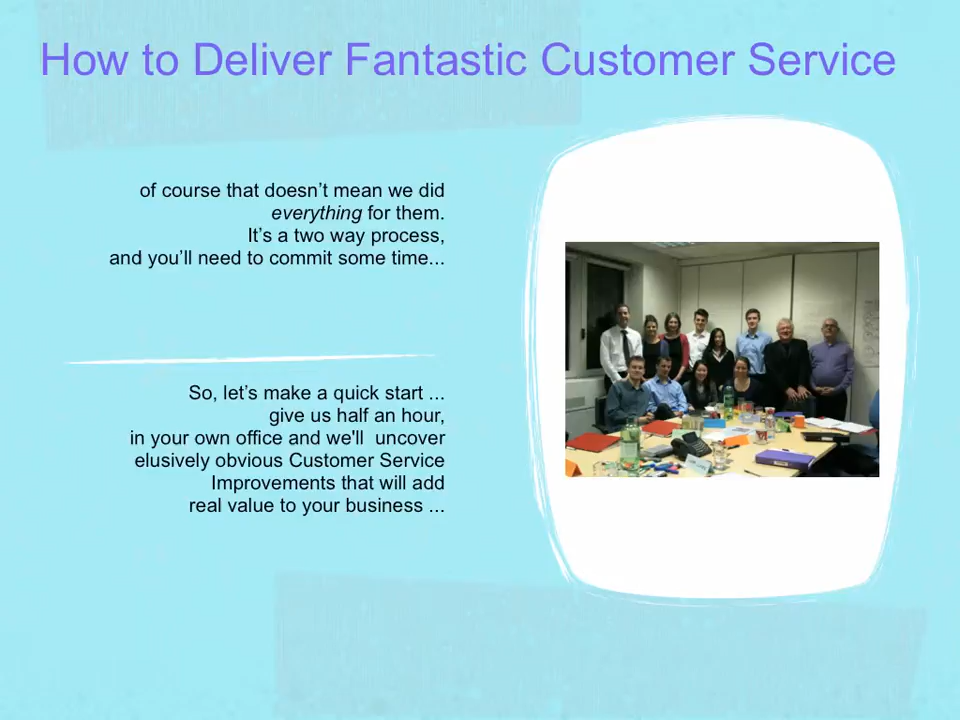 How to Deliver Fantastic Customer Service
of course that doesn’t mean we did
everything for them.
It’s a two way process,
and you’ll need to commit some time...
So, let’s make a quick start ...
give us half an hour,
in your own office and we'll  uncover
elusively obvious Customer Service
Improvements that will add
real value to your business ...